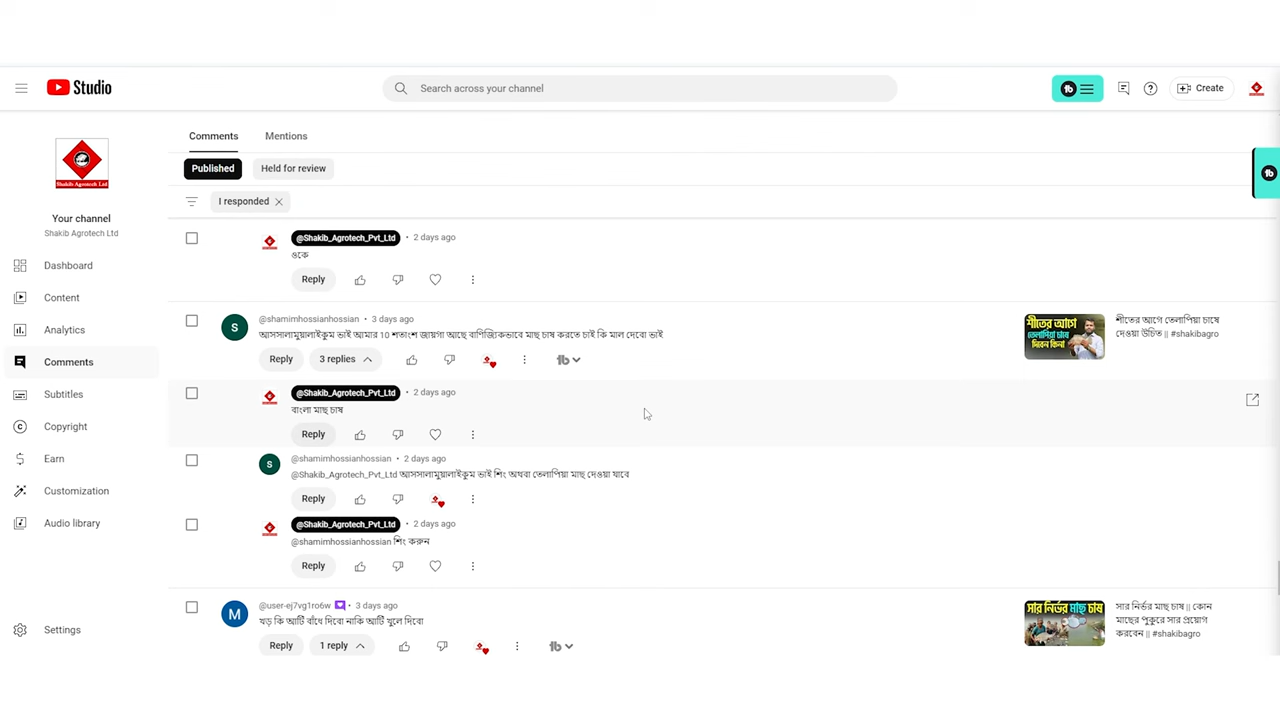 Studio
Search across your channel
Create
Shakib Agrotech Ltd
Your channel
Shakib Agrotech Ltd
Dashboard
Content
Analytics
Comments
Subtitles
Copyright
Earn
Customization
Audio library
Settings
Comments Mentions
Published Held for review
I responded
@Shakib_Agrotech_Pvt_Ltd • 2 days ago
ওকে
Reply
@shamimhossianhossian • 3 days ago
আসসালামুয়ালাইকুম ভাই আমার 10 শতাংশ জায়গা আছে বাণিজ্যিকভাবে মাছ চাষ করতে চাই কি মাল দেবো ভাই
Reply 3 replies
শীতের আগে
তেলাপিয়া চাষে
দিবেন কিনা
শীতের আগে তেলাপিয়া চাষে
দেওয়া উচিত || #shakibagro
@Shakib_Agrotech_Pvt_Ltd • 2 days ago
বাংলা মাছ চাষ
Reply
@shamimhossianhossian • 2 days ago
@Shakib_Agrotech_Pvt_Ltd আসসালামুয়ালাইকুম ভাই শিং অথবা তেলাপিয়া মাছ দেওয়া যাবে
Reply
@Shakib_Agrotech_Pvt_Ltd • 2 days ago
@shamimhossianhossian শিং করুন
Reply
M
@user-ej7vg1ro6w • 3 days ago
খড় কি আটি বাঁধে দিবো নাকি আটি খুলে দিবো
Reply 1 reply
সার নির্ভর মাছ চাষ
সার নির্ভর মাছ চাষ || কোন
মাছের পুকুরে সার প্রয়োগ
করবেন || #shakibagro